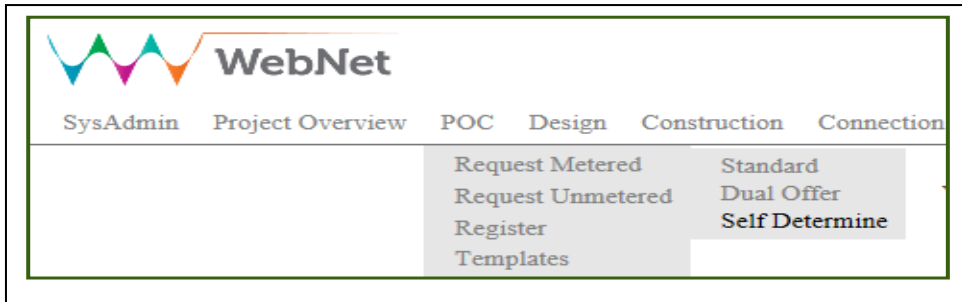 WebNet
SysAdmin Project Overview POC Design Construction Connection
Request Metered Standard
Request Unmetered Dual Offer
Register Self Determine
Templates